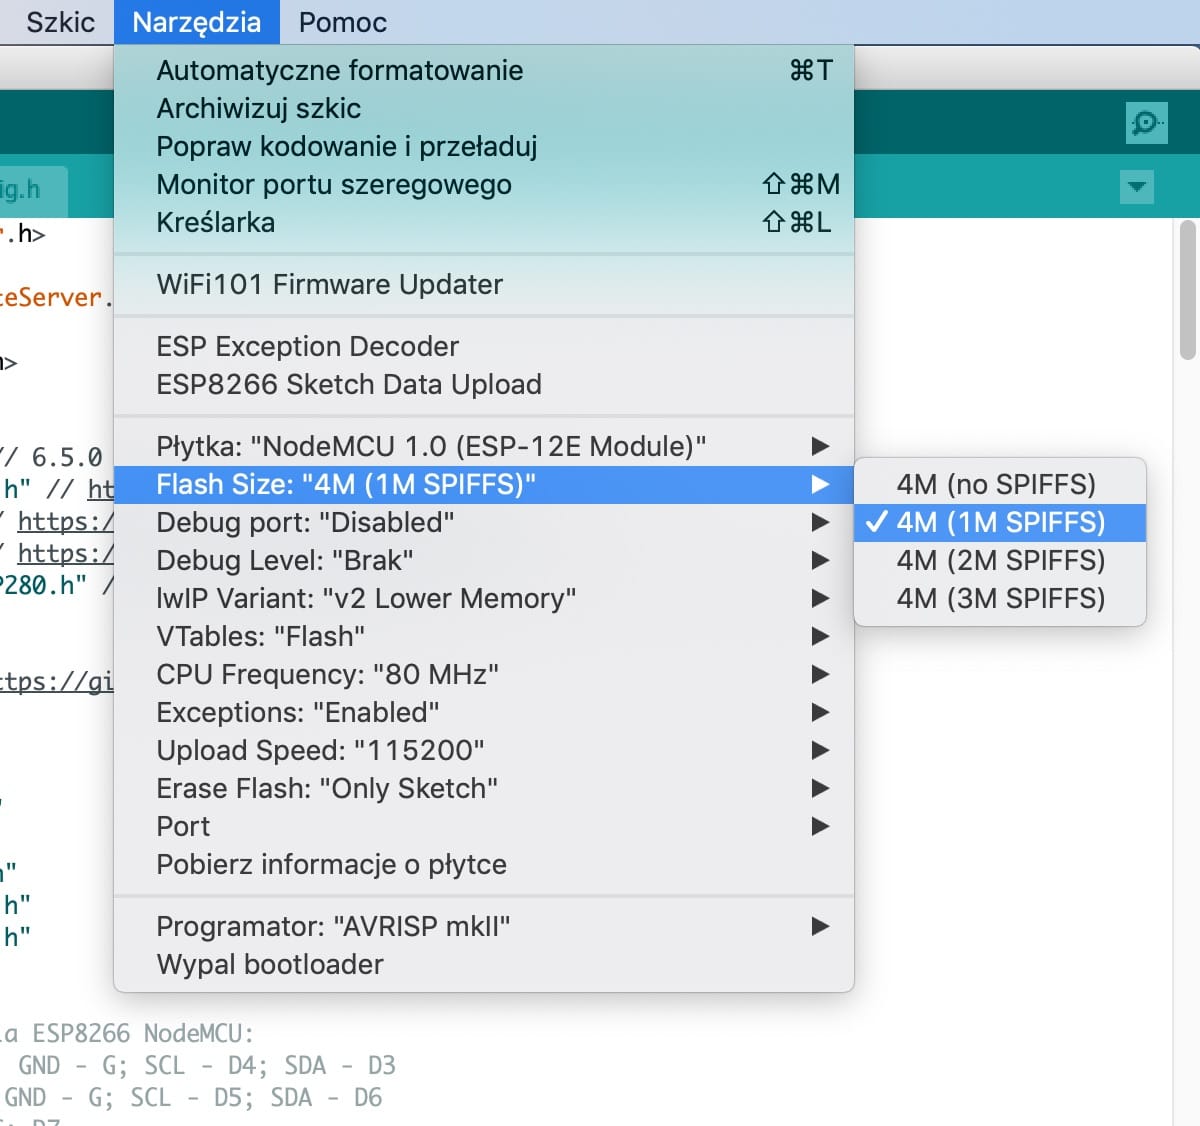 Szkic Narzędzia Pomoc
Automatyczne formatowanie ⌘T
Archiwizuj szkic
Popraw kodowanie i przeładuj
Monitor portu szeregowego ⇧⌘M
Kreślarka ⇧⌘L
WiFi101 Firmware Updater
ESP Exception Decoder
ESP8266 Sketch Data Upload
Płytka: "NodeMCU 1.0 (ESP-12E Module)"
Flash Size: "4M (1M SPIFFS)"
Debug port: "Disabled"
Debug Level: "Brak"
lwIP Variant: "v2 Lower Memory"
VTables: "Flash"
CPU Frequency: "80 MHz"
Exceptions: "Enabled"
Upload Speed: "115200"
Erase Flash: "Only Sketch"
Port
Pobierz informacje o płytce
Programator: "AVRISP mkII"
Wypal bootloader
4M (no SPIFFS)
✓ 4M (1M SPIFFS)
4M (2M SPIFFS)
4M (3M SPIFFS)
ig.h
.h>
eServer.
>
// 6.5.0
h" // ht
https:/
https:/
P280.h" /
tps://gi
h"
h"
h"
la ESP8266 NodeMCU:
GND - G; SCL - D4; SDA - D3
GND - G; SCL - D5; SDA - D6